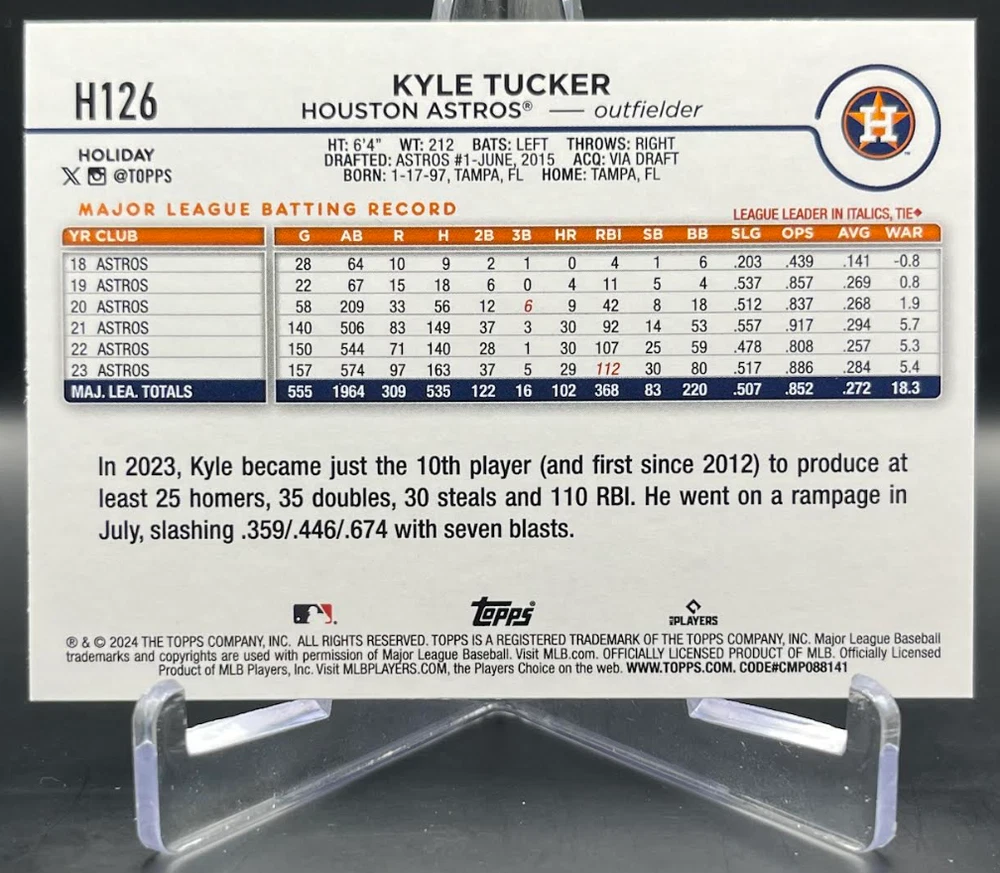 H126
KYLE TUCKER
HOUSTON ASTROS® — outfielder
H
HOLIDAY
@TOPPS
HT: 6'4" WT: 212 BATS: LEFT THROWS: RIGHT
DRAFTED: ASTROS #1-JUNE, 2015 ACQ: VIA DRAFT
BORN: 1-17-97, TAMPA, FL HOME: TAMPA, FL
MAJOR LEAGUE BATTING RECORD
LEAGUE LEADER IN ITALICS, TIE♦
YR CLUB G AB R H 2B 3B HR RBI SB BB SLG OPS AVG WAR
18 ASTROS 28 64 10 9 2 1 0 4 1 6 .203 .439 .141 -0.8
19 ASTROS 22 67 15 18 6 0 4 11 5 4 .537 .857 .269 0.8
20 ASTROS 58 209 33 56 12 6 9 42 8 18 .512 .837 .268 1.9
21 ASTROS 140 506 83 149 37 3 30 92 14 53 .557 .917 .294 5.7
22 ASTROS 150 544 71 140 28 1 30 107 25 59 .478 .808 .257 5.3
23 ASTROS 157 574 97 163 37 5 29 112 30 80 .517 .886 .284 5.4
MAJ. LEA. TOTALS 555 1964 309 535 122 16 102 368 83 220 .507 .852 .272 18.3
In 2023, Kyle became just the 10th player (and first since 2012) to produce at
least 25 homers, 35 doubles, 30 steals and 110 RBI. He went on a rampage in
July, slashing .359/.446/.674 with seven blasts.
Topps
PLAYERS
® & © 2024 THE TOPPS COMPANY, INC. ALL RIGHTS RESERVED. TOPPS IS A REGISTERED TRADEMARK OF THE TOPPS COMPANY, INC. Major League Baseball
trademarks and copyrights are used with permission of Major League Baseball. Visit MLB.com. OFFICIALLY LICENSED PRODUCT OF MLB. Officially Licensed
Product of MLB Players, Inc. Visit MLBPLAYERS.COM, the Players Choice on the web. WWW.TOPPS.COM. CODE#CMP088141